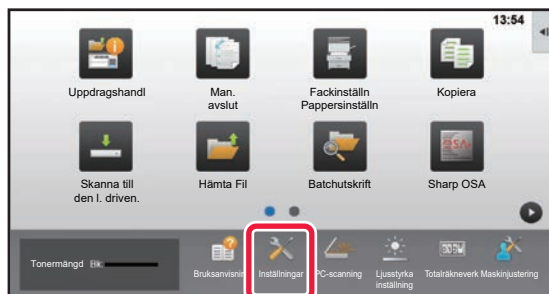 13:54
Uppdragshandl
Man.
avslut
Fackinställn
Pappersinställn
Kopiera
Skanna till
den l. driven.
Hämta Fil
Batchutskrift
Sharp OSA
Tonermängd Bk
Bruksanvisning
Inställningar
PC-scanning
Ljusstyrka
inställning
Totalräkneverk
Maskinjustering